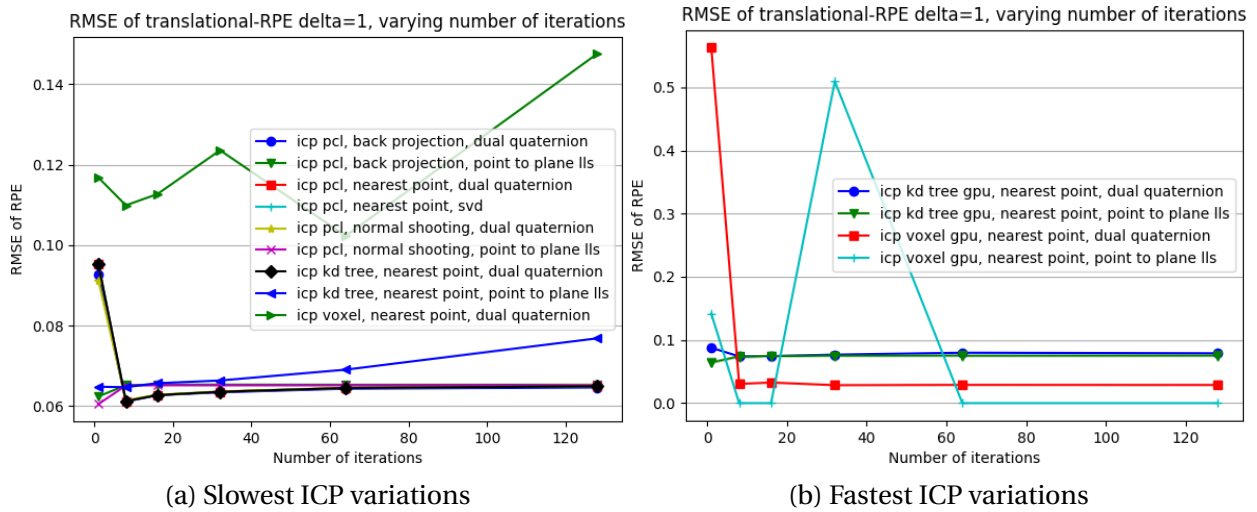 RMSE of translational-RPE delta=1, varying number of iterations
0.14
0.12
0.10
0.08
0.06
RMSE of RPE
icp pcl, back projection, dual quaternion
icp pcl, back projection, point to plane lls
icp pcl, nearest point, dual quaternion
icp pcl, nearest point, svd
icp pcl, normal shooting, dual quaternion
icp pcl, normal shooting, point to plane lls
icp kd tree, nearest point, dual quaternion
icp kd tree, nearest point, point to plane lls
icp voxel, nearest point, dual quaternion
0 20 40 60 80 100 120
Number of iterations
(a) Slowest ICP variations
RMSE of translational-RPE delta=1, varying number of iterations
0.5
0.4
0.3
0.2
0.1
0.0
RMSE of RPE
icp kd tree gpu, nearest point, dual quaternion
icp kd tree gpu, nearest point, point to plane lls
icp voxel gpu, nearest point, dual quaternion
icp voxel gpu, nearest point, point to plane lls
0 20 40 60 80 100 120
Number of iterations
(b) Fastest ICP variations